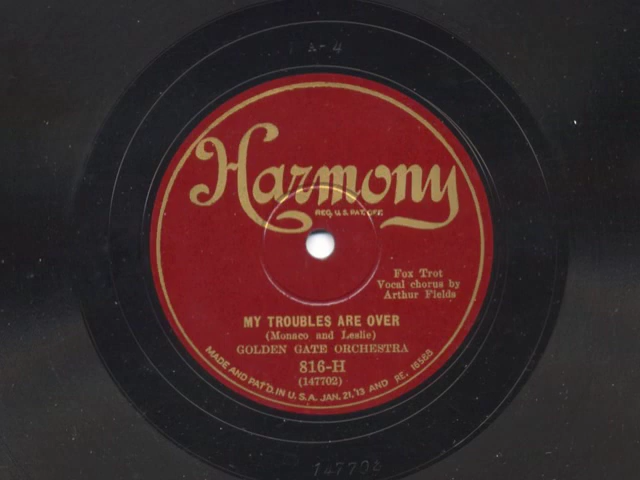 A-4
Harmony
REG. U.S. PAT. OFF.
Fox Trot
Vocal chorus by
Arthur Fields
MY TROUBLES ARE OVER
(Monaco and Leslie)
GOLDEN GATE ORCHESTRA
816-H
(147702)
MADE AND PAT'D. IN U.S.A. JAN. 21, '13 AND RE. 16588
147702